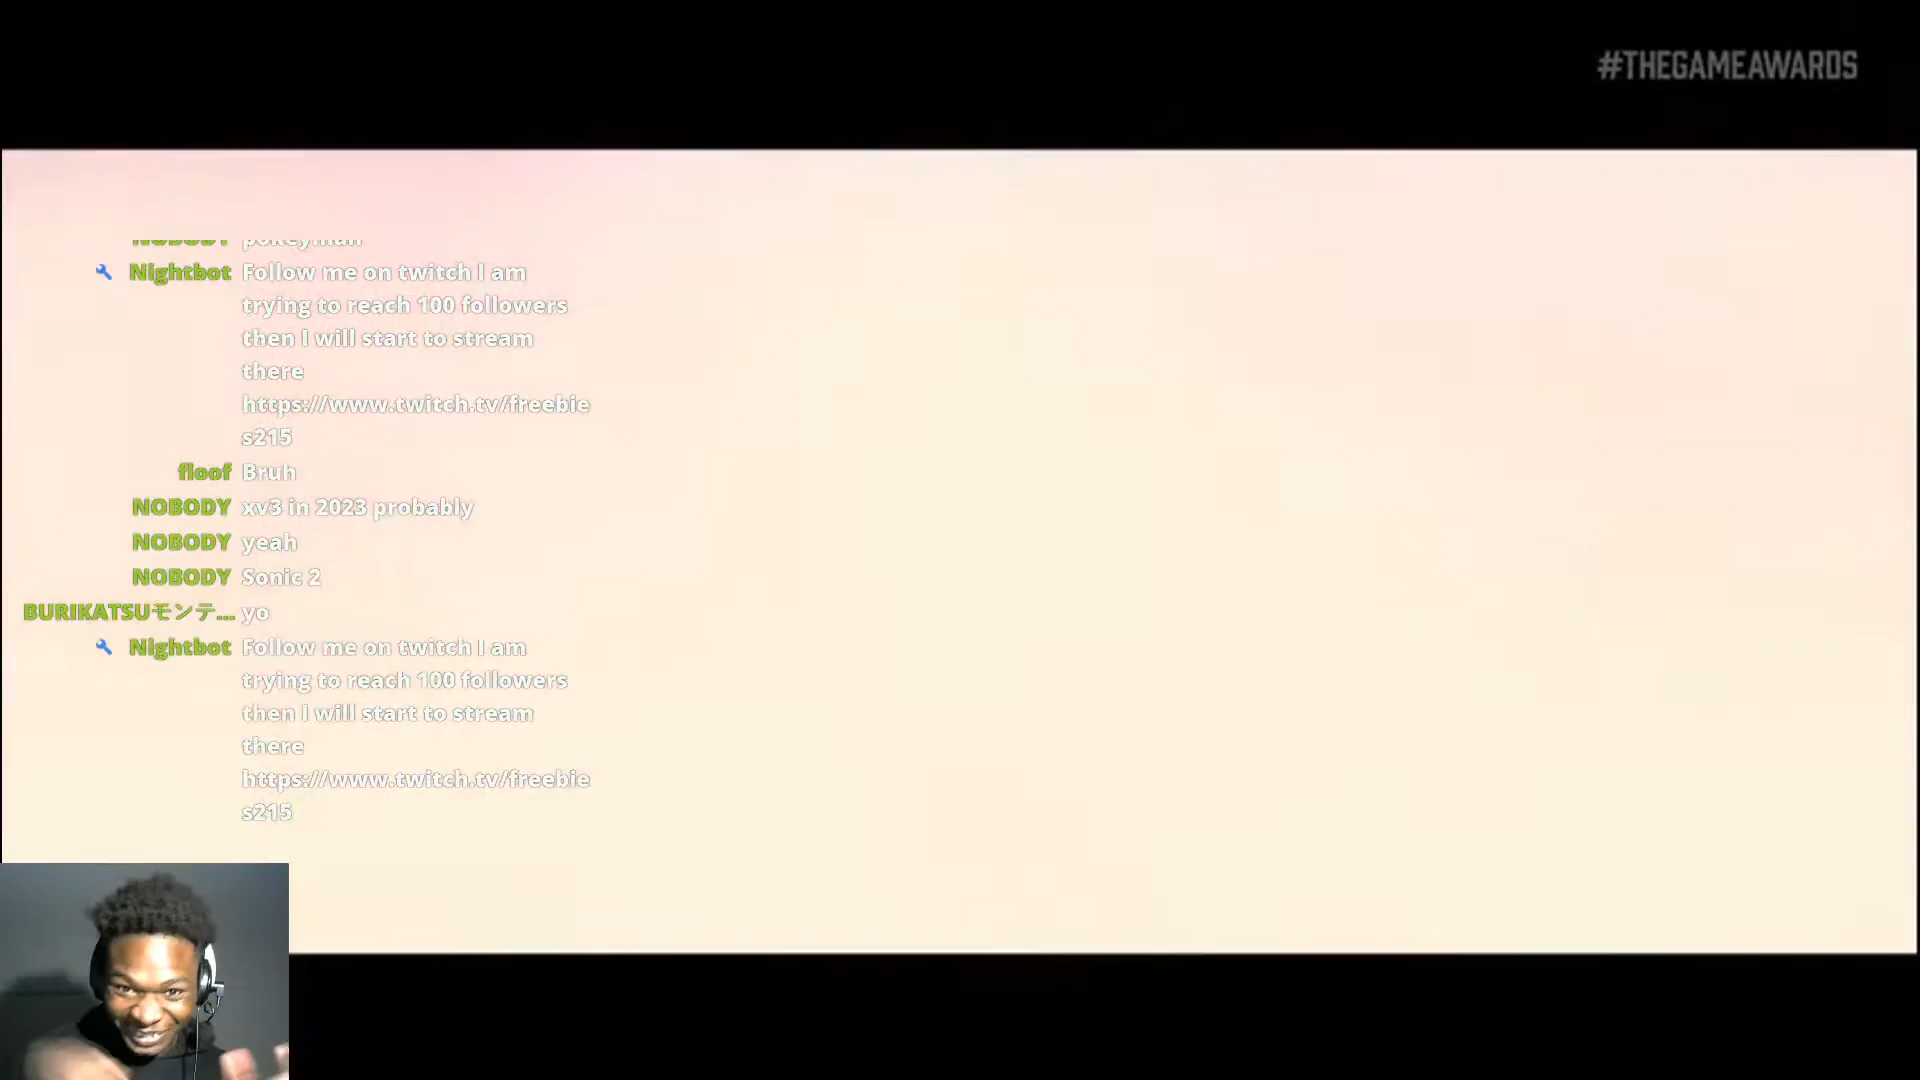 #THEGAMEAWARDS
NOBODY pokeyman
Nightbot Follow me on twitch I am
trying to reach 100 followers
then I will start to stream
there
https://www.twitch.tv/freebie
s215
floof Bruh
NOBODY xv3 in 2023 probably
NOBODY yeah
NOBODY Sonic 2
BURIKATSUモンテ... yo
Nightbot Follow me on twitch I am
trying to reach 100 followers
then I will start to stream
there
https://www.twitch.tv/freebie
s215